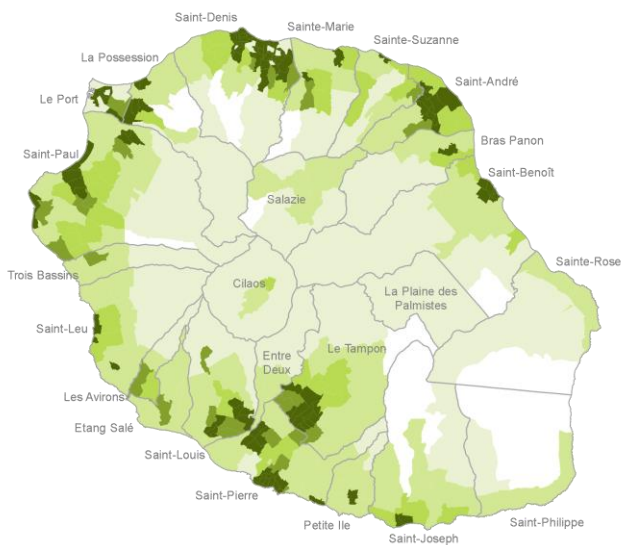 Saint-Denis
Sainte-Marie
Sainte-Suzanne
La Possession
Saint-André
Le Port
Bras Panon
Saint-Paul
Saint-Benoît
Salazie
Sainte-Rose
Trois Bassins
Cilaos
La Plaine des
Palmistes
Saint-Leu
Le Tampon
Entre
Deux
Les Avirons
Etang Salé
Saint-Louis
Saint-Pierre
Petite Ile
Saint-Philippe
Saint-Joseph